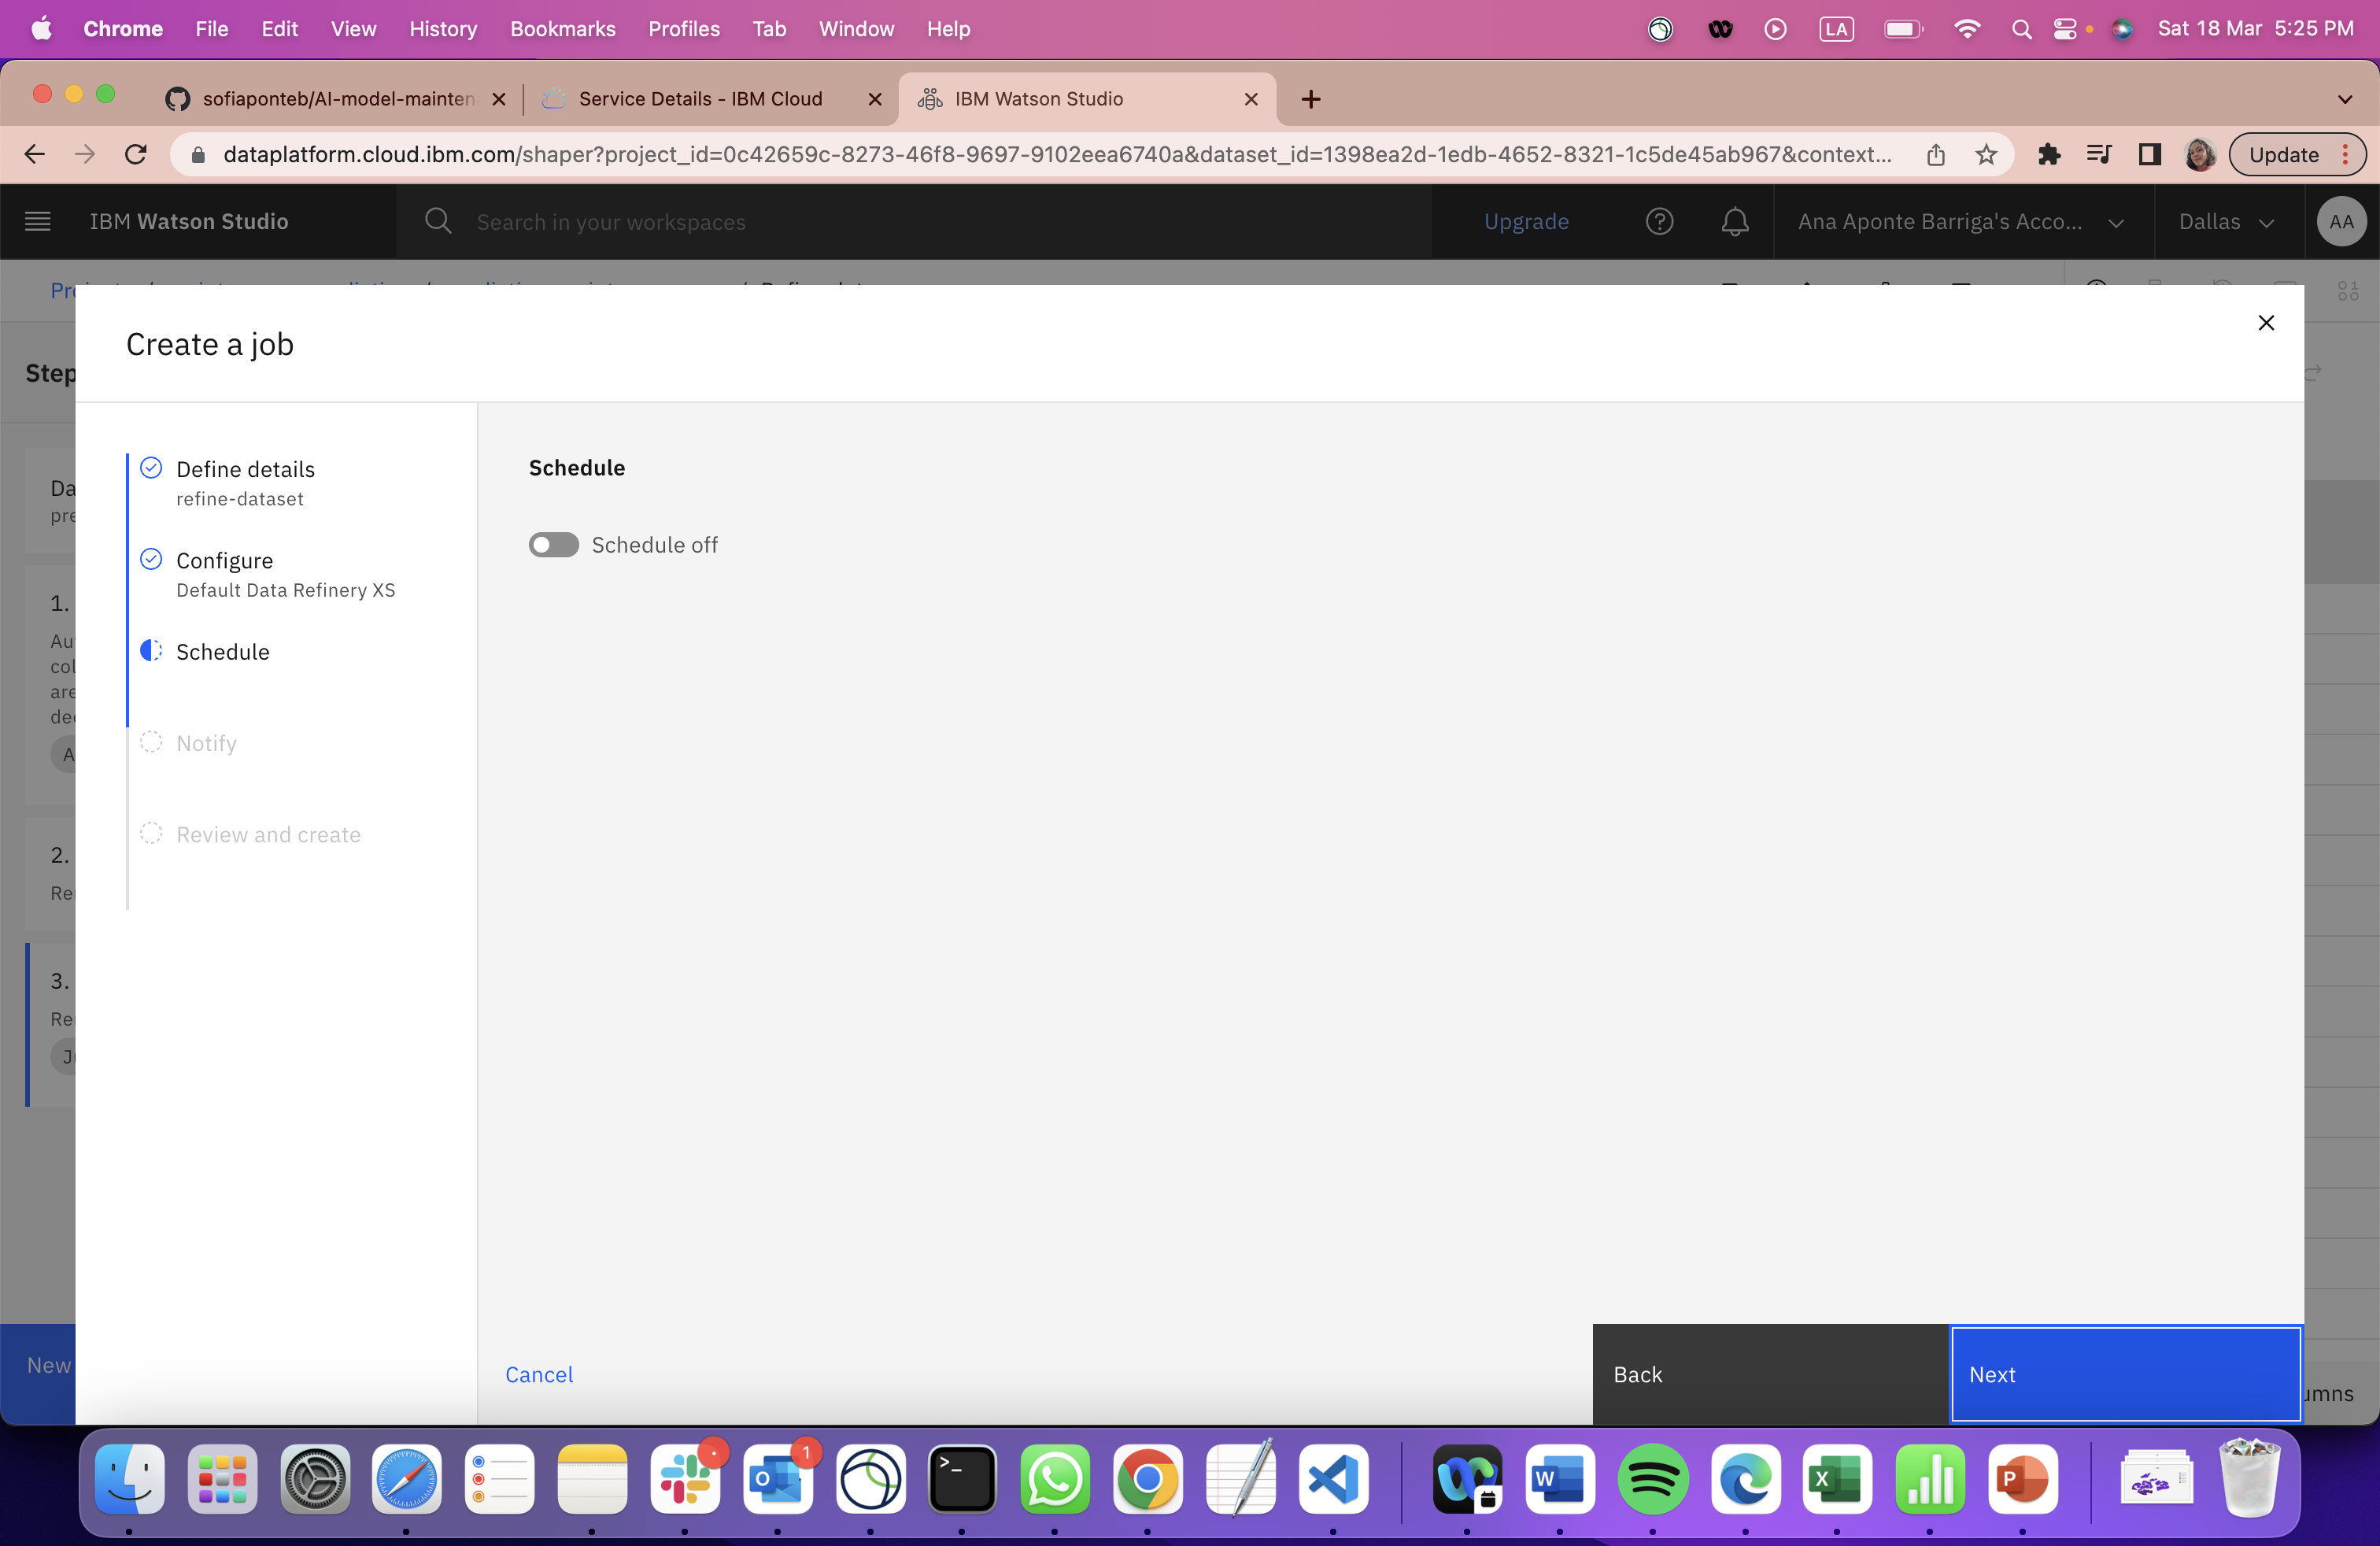 Chrome File Edit View History Bookmarks Profiles Tab Window Help LA Sat 18 Mar 5:25 PM
sofiaponteb/AI-model-mainten Service Details - IBM Cloud IBM Watson Studio
dataplatform.cloud.ibm.com/shaper?project_id=0c42659c-8273-46f8-9697-9102eea6740a&dataset_id=1398ea2d-1edb-4652-8321-1c5de45ab967&context... Update
IBM Watson Studio Search in your workspaces Upgrade Ana Aponte Barriga's Acco... Dallas AA
Create a job
Step
Define details
refine-dataset
Schedule
Da
pre
Schedule off
Configure
Default Data Refinery XS
1.
Schedule
Au
col
are
dec
Notify
A
Review and create
2.
Re
3.
Re
New
Cancel
Back
Next
umns
1